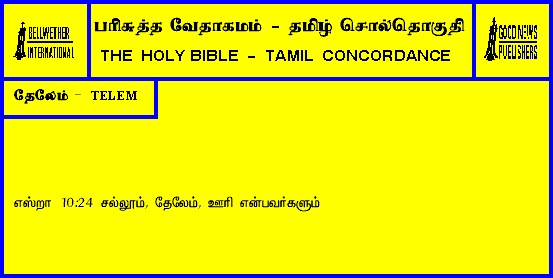 BELLWETHER
INTERNATIONAL
பரிசுத்த வேதாகமம் - தமிழ் சொல்தொகுதி
THE HOLY BIBLE - TAMIL CONCORDANCE
GOOD NEWS
PUBLISHERS
தேலேம் - TELEM
எஸ்றா 10:24 சல்லூம், தேலேம், ஊரி என்பவர்களும்